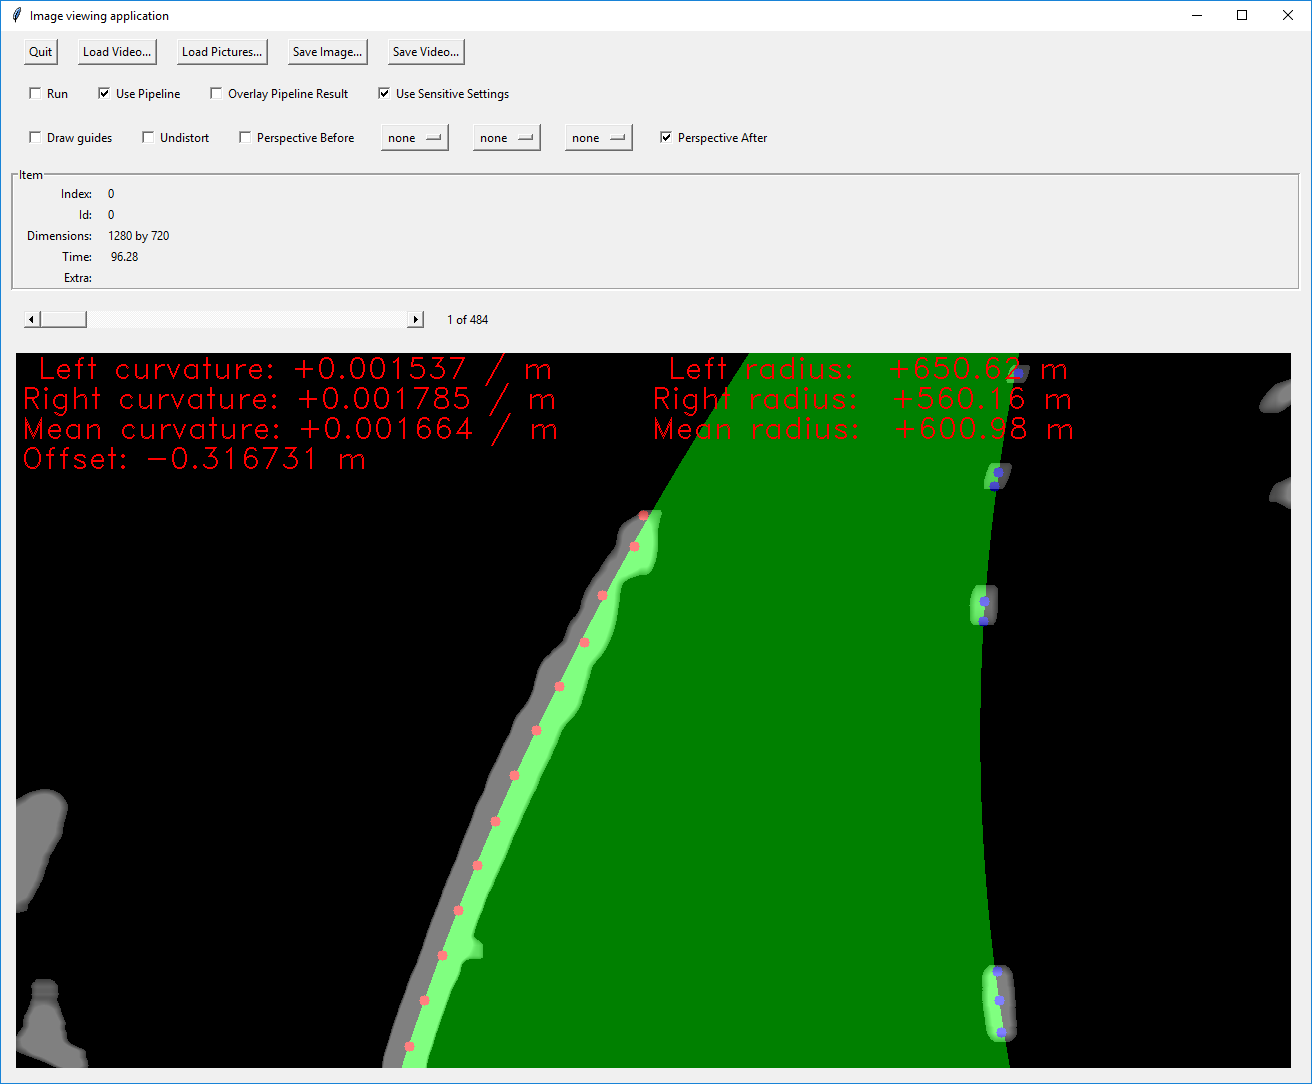 Image viewing application
Quit Load Video... Load Pictures... Save Image... Save Video...
Run Use Pipeline Overlay Pipeline Result Use Sensitive Settings
Draw guides Undistort Perspective Before none none none Perspective After
Item
Index: 0
Id: 0
Dimensions: 1280 by 720
Time: 96.28
Extra:
1 of 484
Left curvature: +0.001537 / m Left radius: +650.62 m
Right curvature: +0.001785 / m Right radius: +560.16 m
Mean curvature: +0.001664 / m Mean radius: +600.98 m
Offset: -0.316731 m